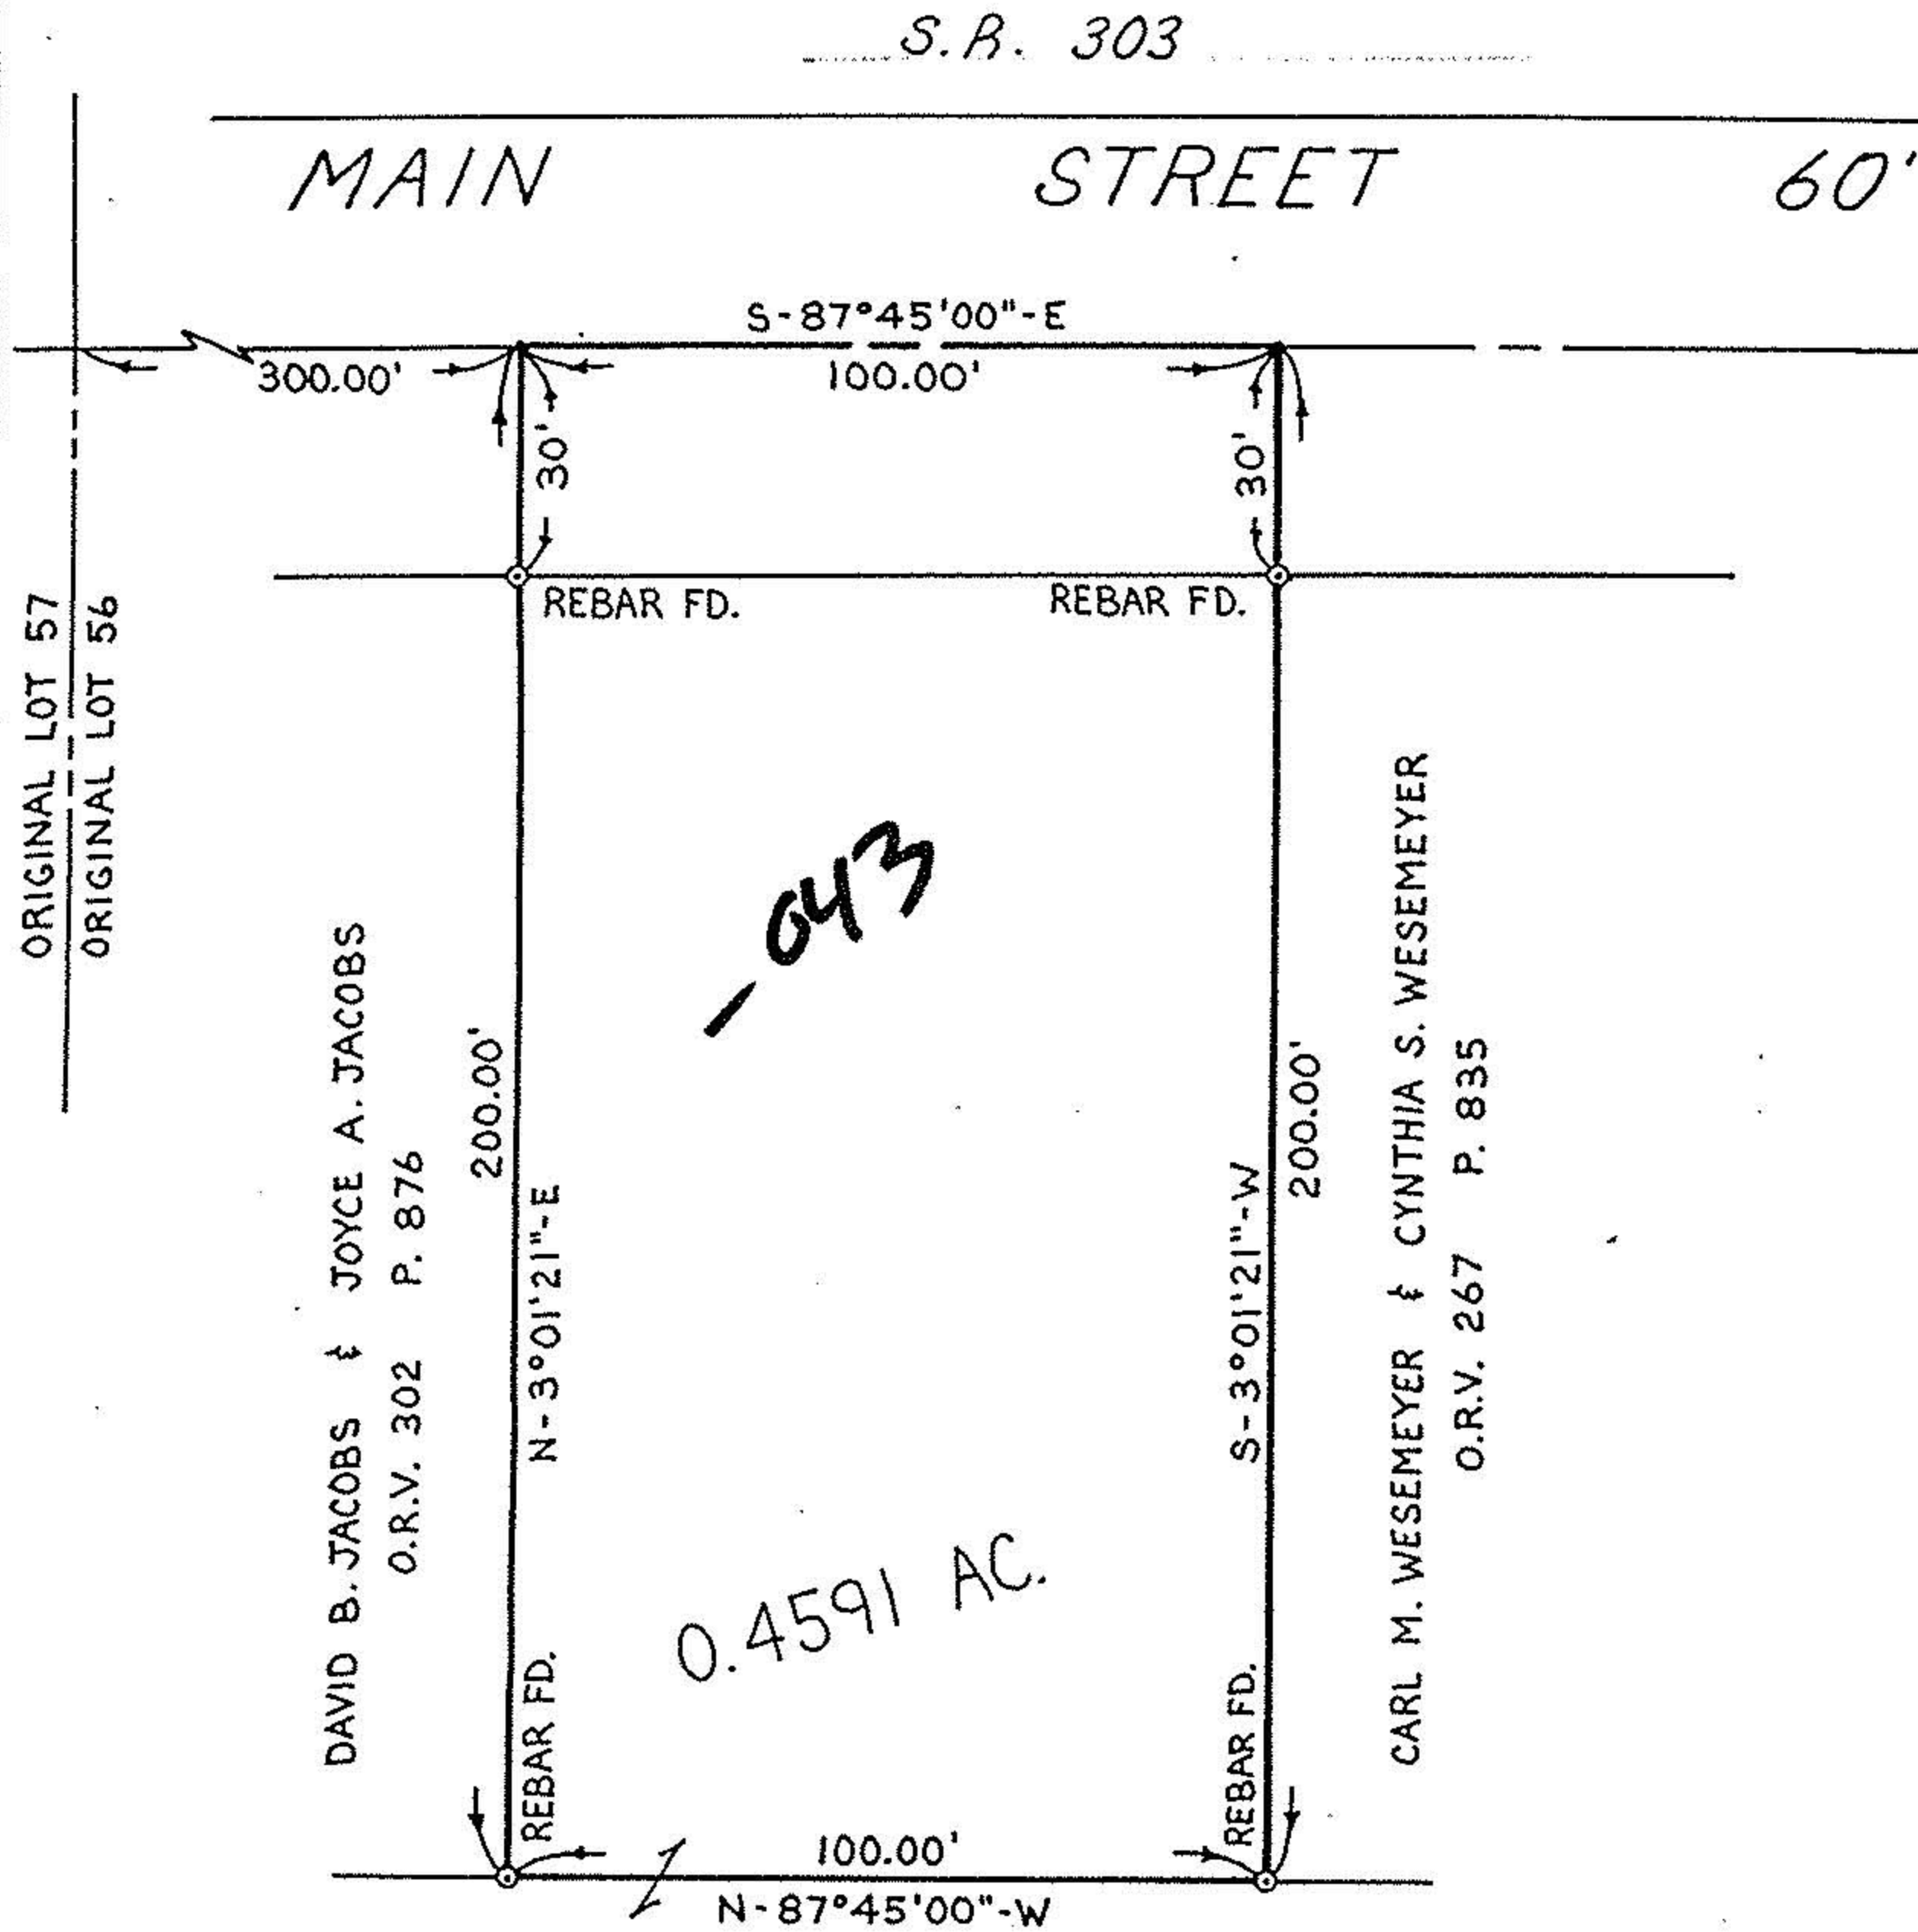 S.R. 303
MAIN STREET 60'
S-87°45'00"-E
300.00'
100.00'
30'
30'
REBAR FD.
REBAR FD.
ORIGINAL LOT 57
ORIGINAL LOT 56
-043
DAVID B. JACOBS & JOYCE A. JACOBS
O.R.V. 302 P. 876
200.00'
N-3°01'21"-E
S-3°01'21"-W
200.00'
CARL M. WESEMEYER & CYNTHIA S. WESEMEYER
O.R.V. 267 P. 835
0.4591 AC.
REBAR FD.
REBAR FD.
100.00'
N-87°45'00"-W